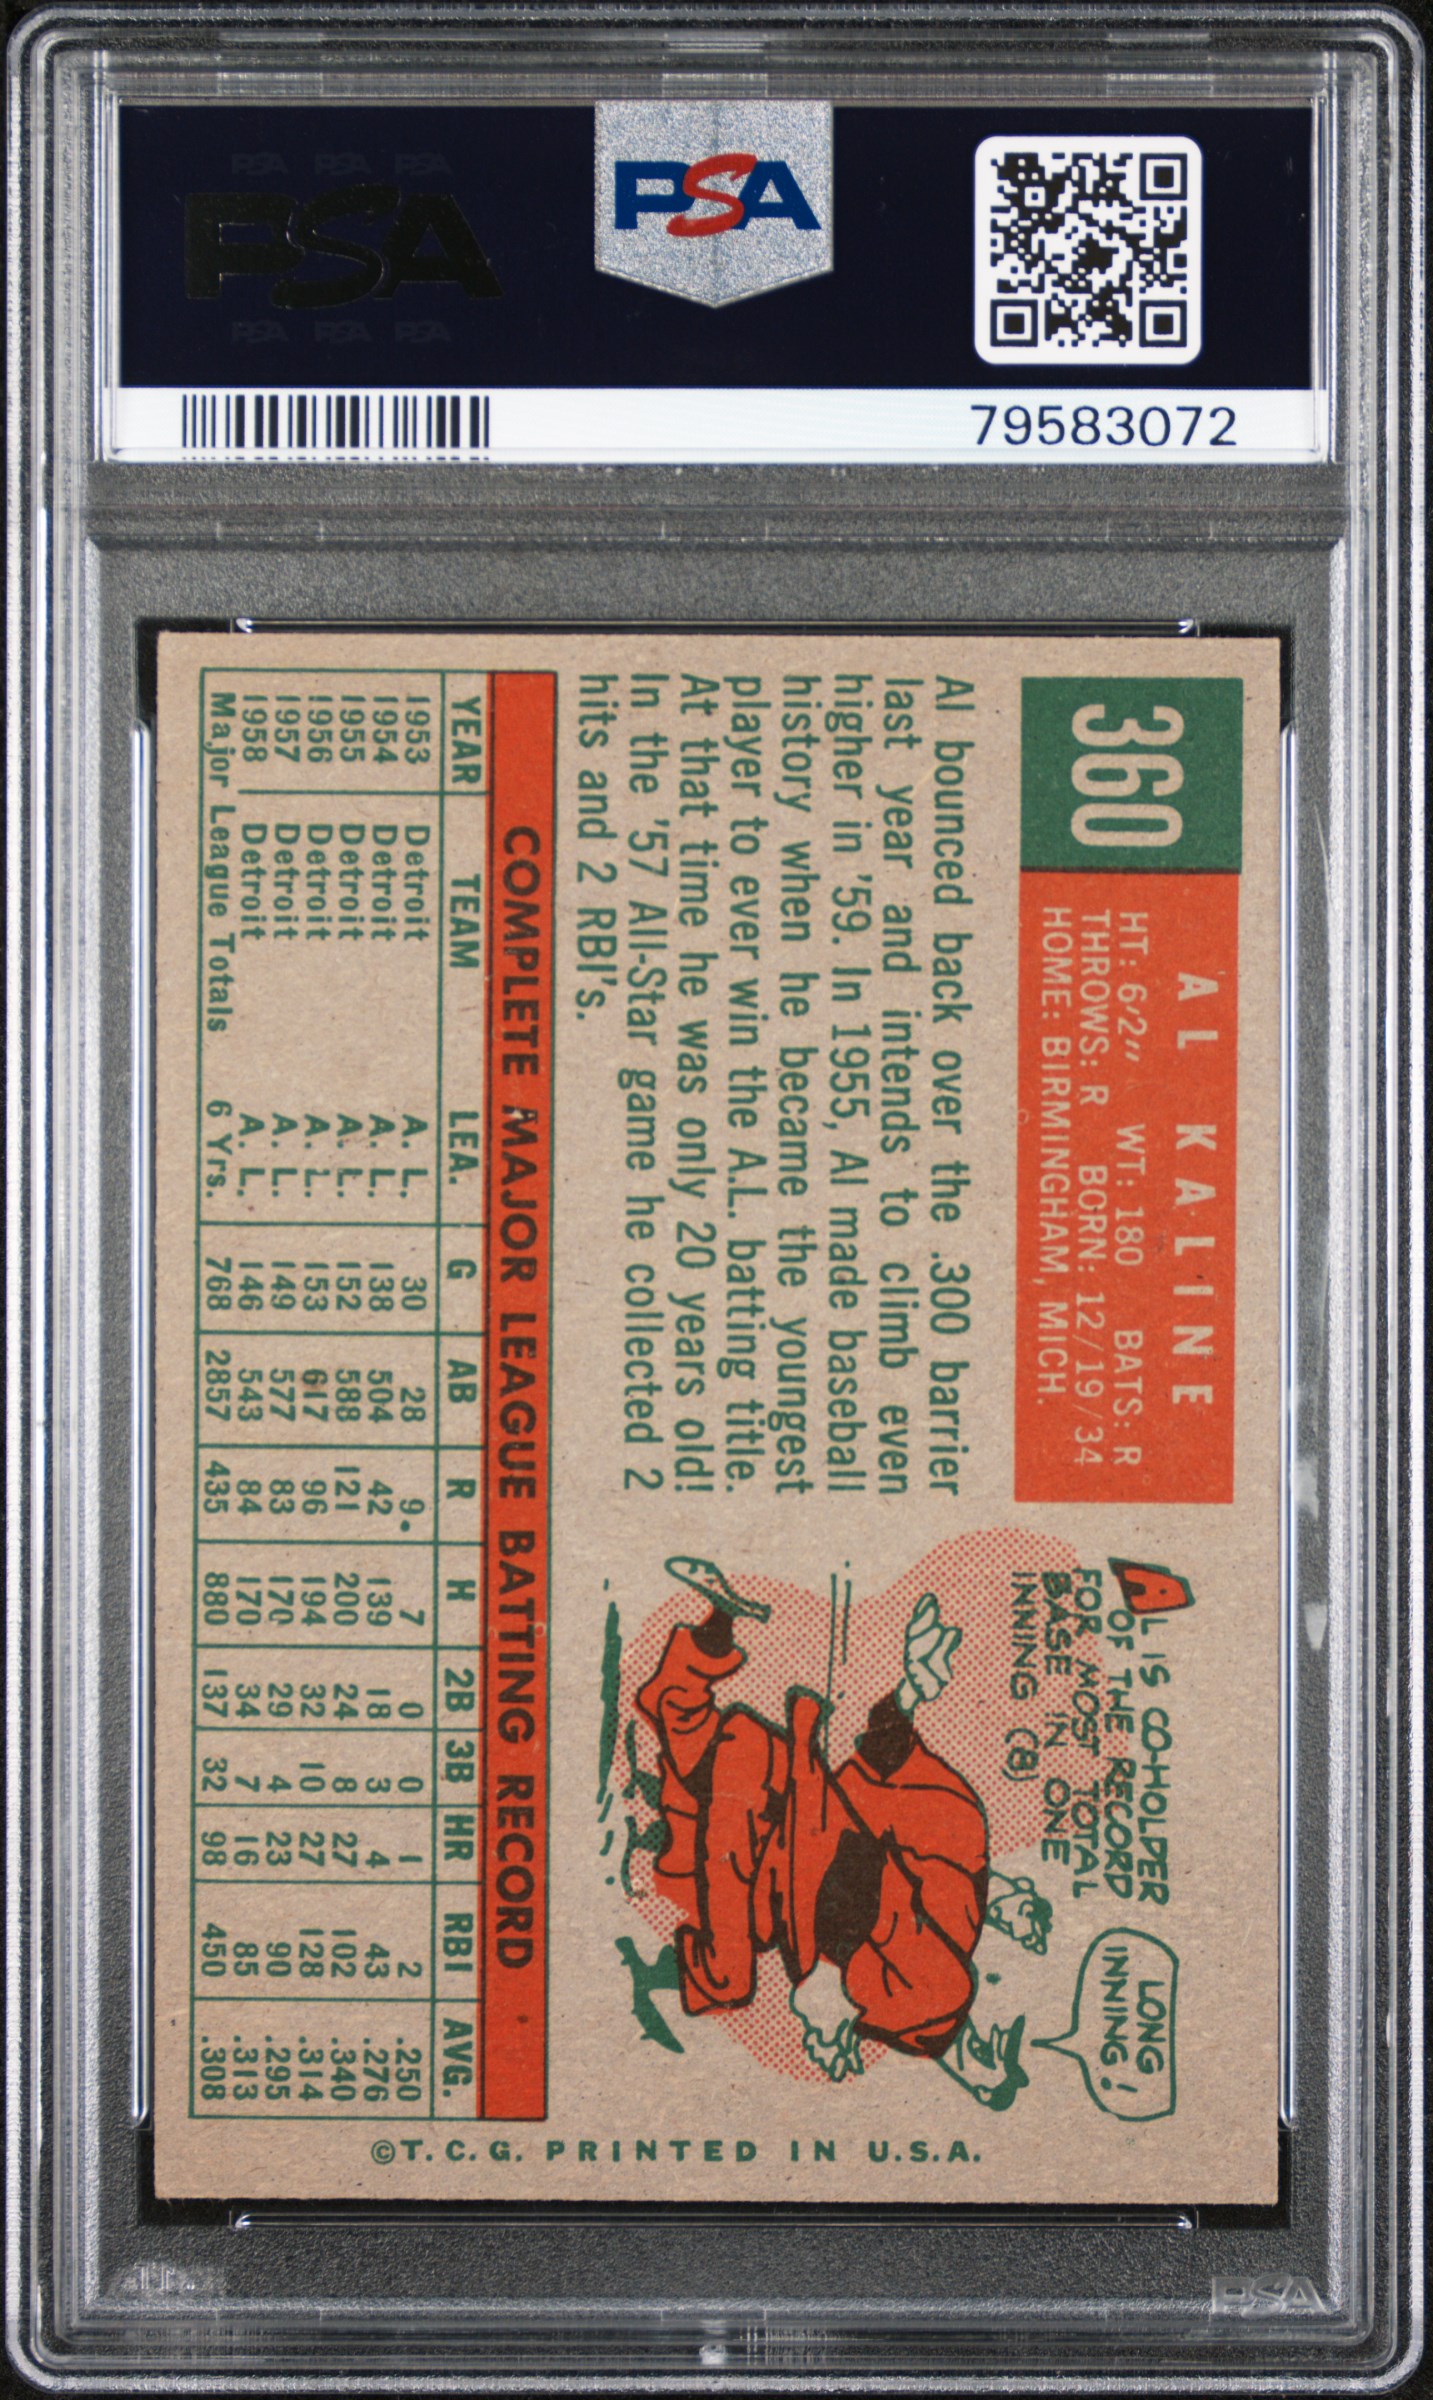 PSA
PSA PSA PSA
PSA
PSA PSA PSA
79583072
360
AL KALINE
HT: 6'2" WT: 180 BATS: R
THROWS: R BORN: 12/19/34
HOME: BIRMINGHAM, MICH.
Al bounced back over the .300 barrier
last year and intends to climb even
higher in '59. In 1955, Al made baseball
history when he became the youngest
player to ever win the A.L. batting title.
At that time he was only 20 years old!
In the '57 All-Star game he collected 2
hits and 2 RBI's.
AL IS CO-HOLDER
OF THE RECORD
FOR MOST TOTAL
BASE IN ONE
INNING (8)
LONG
INNING!
COMPLETE MAJOR LEAGUE BATTING RECORD
YEAR TEAM LEA. G AB R H 2B 3B HR RBI AVG.
1953 Detroit A. L. 30 28 9 7 0 0 1 2 .250
1954 Detroit A. L. 138 504 42 139 18 3 4 43 .276
1955 Detroit A. L. 152 588 121 200 24 8 27 102 .340
1956 Detroit A. L. 153 617 96 194 32 10 27 128 .314
1957 Detroit A. L. 149 577 83 170 29 4 23 90 .295
1958 Detroit A. L. 146 543 84 170 34 7 16 85 .313
Major League Totals 6 Yrs. 768 2857 435 880 137 32 98 450 .308
©T.C.G. PRINTED IN U.S.A.
PSA